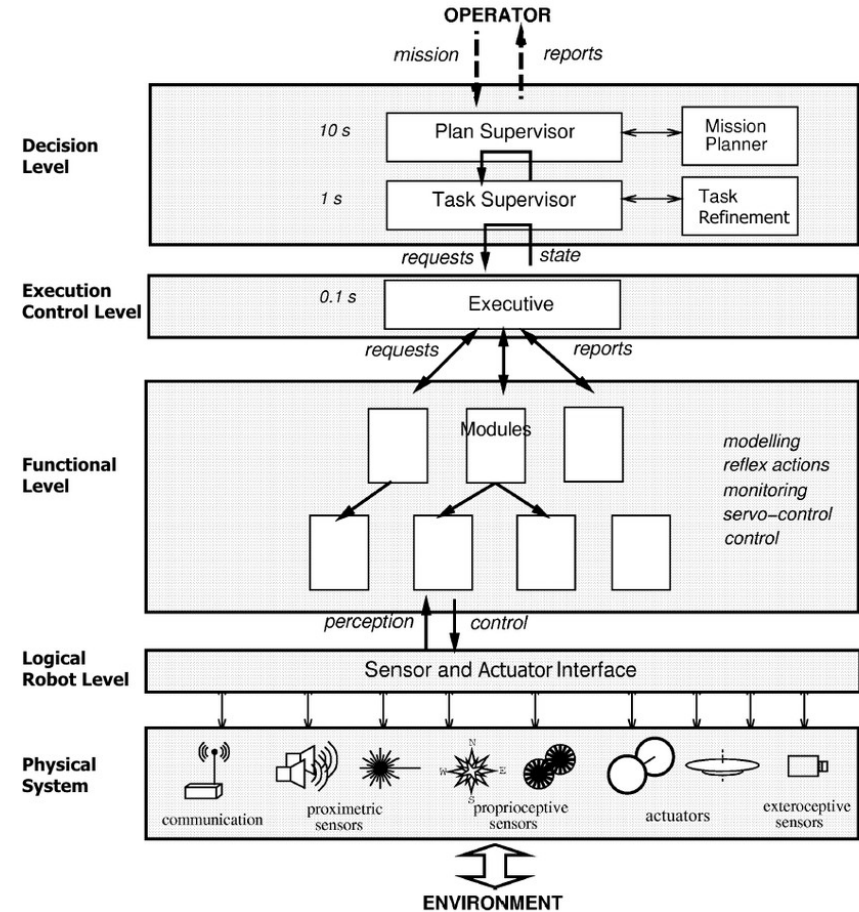 OPERATOR
mission
reports
Decision
Level
10 s
Plan Supervisor
Mission
Planner
1 s
Task Supervisor
Task
Refinement
requests
state
Execution
Control Level
0.1 s
Executive
requests
reports
Functional
Level
Modules
modelling
reflex actions
monitoring
servo-control
control
perception
control
Logical
Robot Level
Sensor and Actuator Interface
Physical
System
N
W
E
S
communication
proximetric
sensors
proprioceptive
sensors
actuators
exteroceptive
sensors
ENVIRONMENT